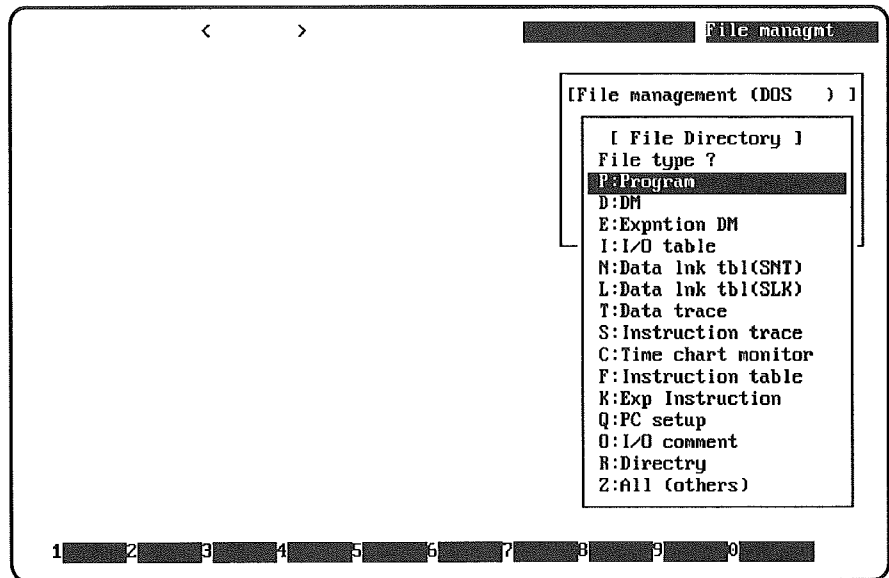 < >
File managmt
[File management (DOS ) ]
[ File Directory ]
File type ?
P:Program
D:DM
E:Expntion DM
I:I/O table
N:Data lnk tbl(SNT)
L:Data lnk tbl(SLK)
T:Data trace
S:Instruction trace
C:Time chart monitor
F:Instruction table
K:Exp Instruction
Q:PC setup
O:I/O comment
R:Directry
Z:All (others)
1 2 3 4 5 6 7 8 9 0